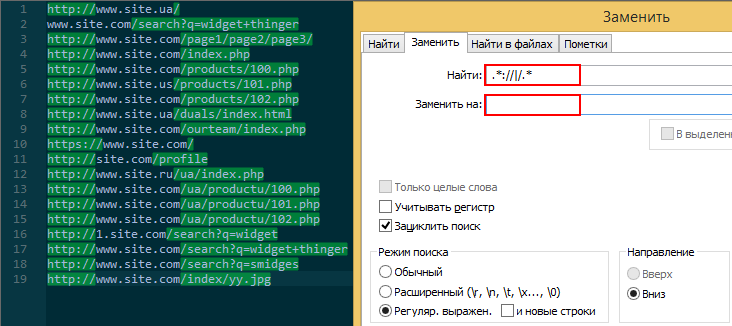 1 http://www.site.ua/
2 www.site.com/search?q=widget+thinger
3 http://www.site.com/page1/page2/page3/
4 http://www.site.com/index.php
5 http://www.site.com/products/100.php
6 http://www.site.us/products/101.php
7 http://www.site.com/products/102.php
8 http://www.site.ua/duals/index.html
9 http://www.site.com/ourteam/index.php
10 https://www.site.com/
11 http://site.com/profile
12 http://www.site.ru/ua/index.php
13 http://www.site.com/ua/productu/100.php
14 http://www.site.com/ua/productu/101.php
15 http://www.site.com/ua/productu/102.php
16 http://1.site.com/search?q=widget
17 http://www.site.com/search?q=widget+thinger
18 http://www.site.com/search?q=smidges
19 http://www.site.com/index/yy.jpg
Заменить
Найти Заменить Найти в файлах Пометки
Найти: .*://|/.*
Заменить на:
В выделен
Только целые слова
Учитывать регистр
Зациклить поиск
Режим поиска
Обычный
Расширенный (\r, \n, \t, \x..., \0)
Регуляр. выражен. и новые строки
Направление
Вверх
Вниз